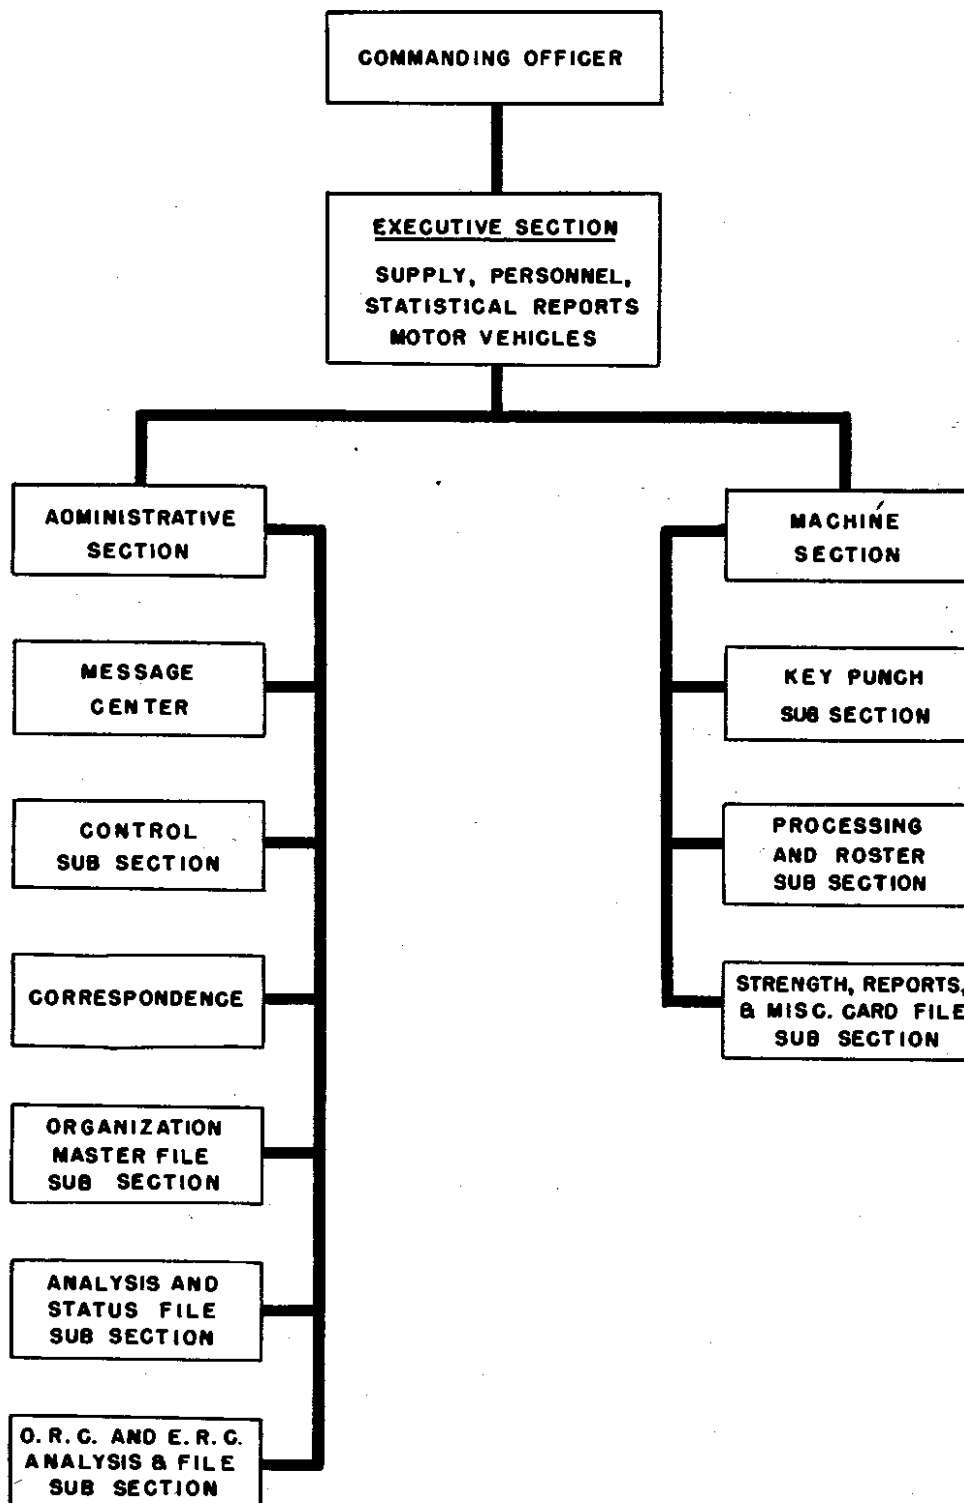 COMMANDING OFFICER
EXECUTIVE SECTION
SUPPLY, PERSONNEL,
STATISTICAL REPORTS
MOTOR VEHICLES
ADMINISTRATIVE
SECTION
MESSAGE
CENTER
CONTROL
SUB SECTION
CORRESPONDENCE
ORGANIZATION
MASTER FILE
SUB SECTION
ANALYSIS AND
STATUS FILE
SUB SECTION
O. R. C. AND E. R. C.
ANALYSIS & FILE
SUB SECTION
MACHINE
SECTION
KEY PUNCH
SUB SECTION
PROCESSING
AND ROSTER
SUB SECTION
STRENGTH, REPORTS,
& MISC. CARD FILE
SUB SECTION